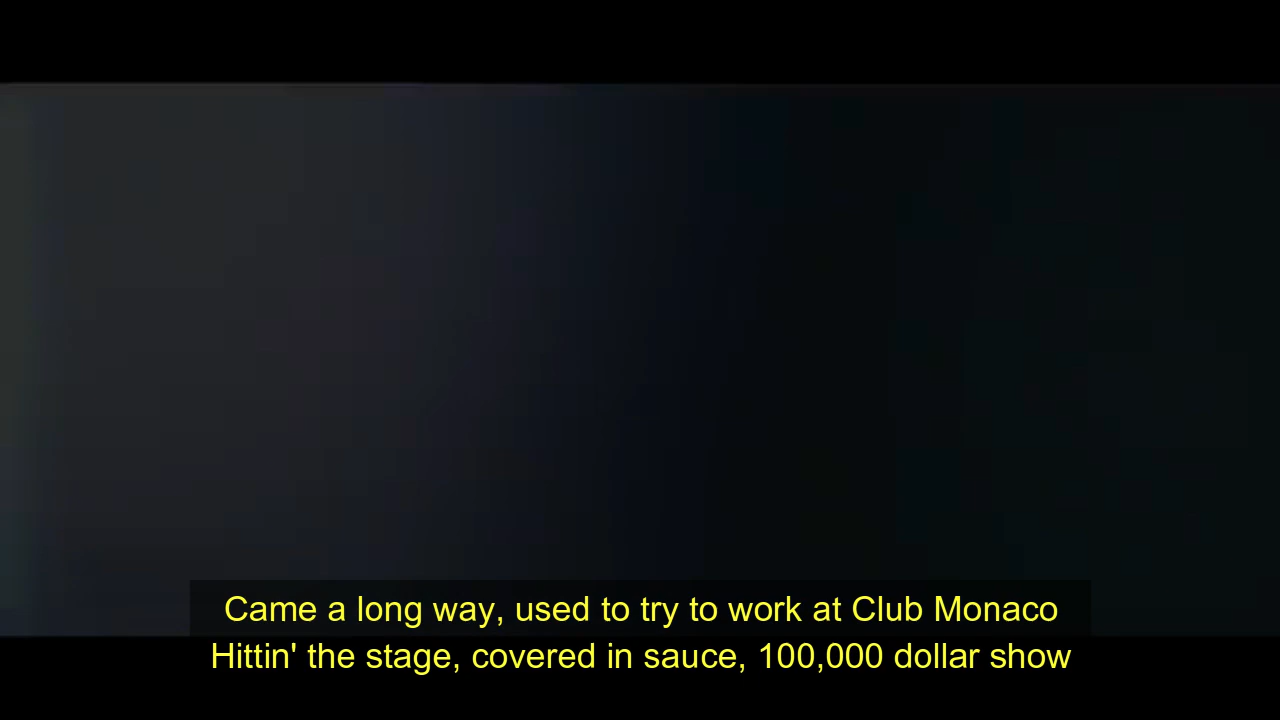 Came a long way, used to try to work at Club Monaco
Hittin' the stage, covered in sauce, 100,000 dollar show